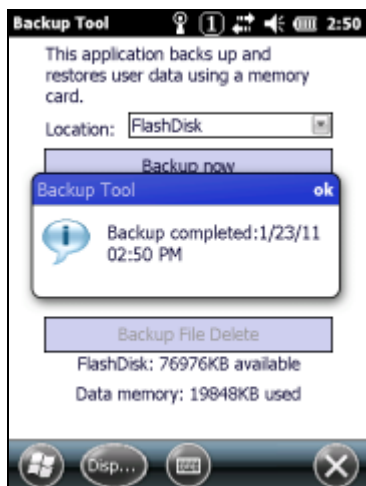 Backup Tool 1 2:50
This application backs up and
restores user data using a memory
card.
Location: FlashDisk
Backup now
Backup Tool ok
Backup completed:1/23/11
02:50 PM
Backup File Delete
FlashDisk: 76976KB available
Data memory: 19848KB used
Disp...